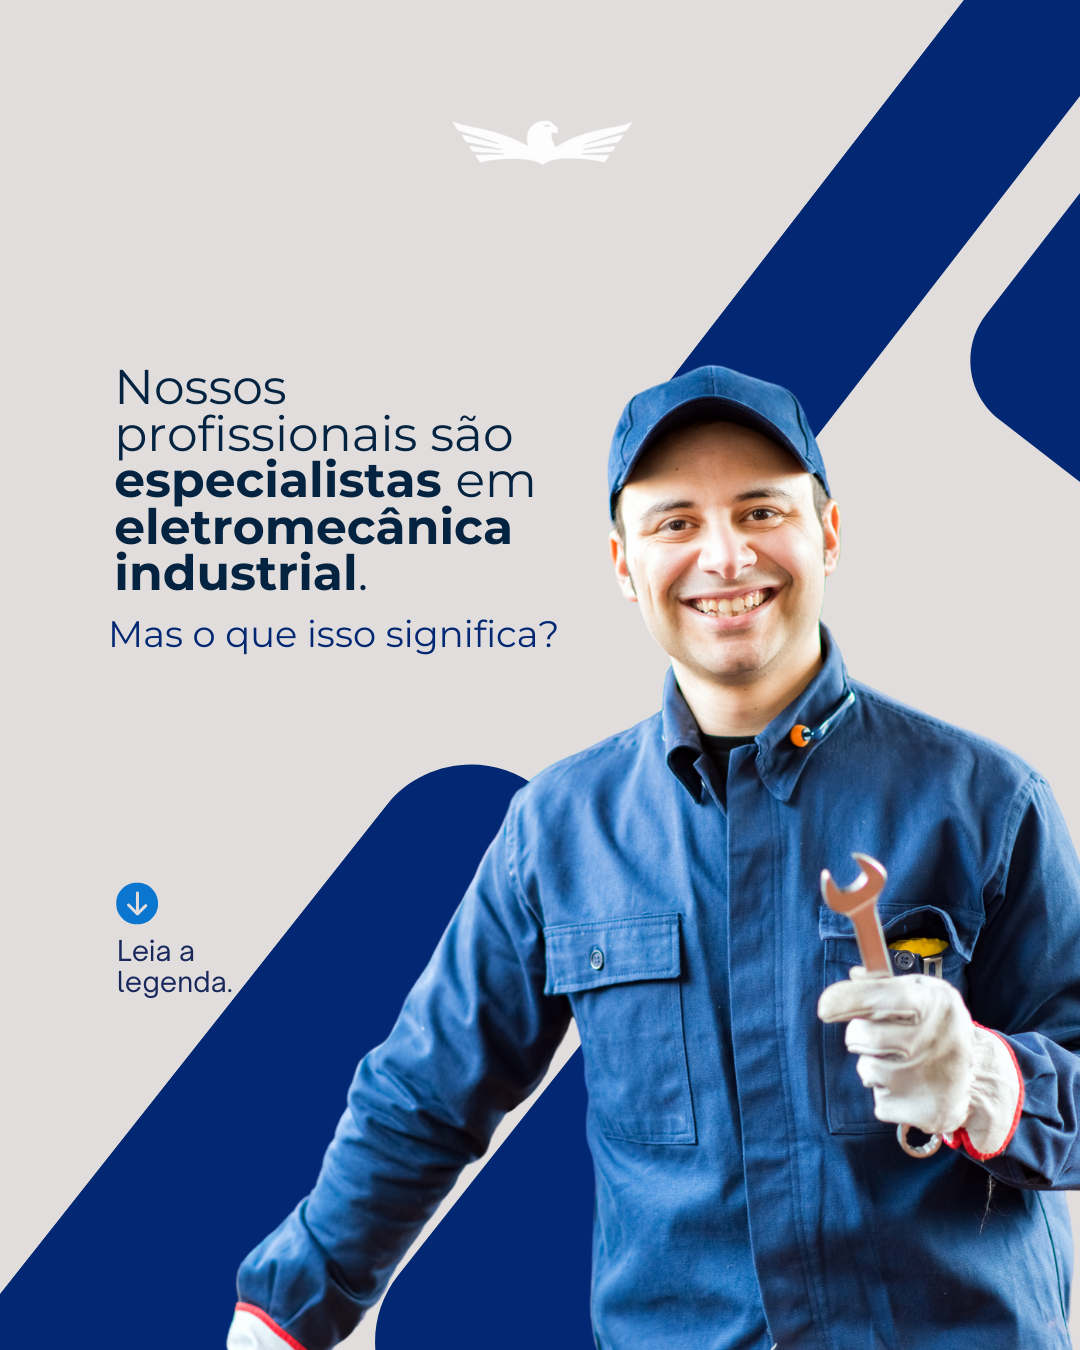 Nossos
profissionais são
especialistas em
eletromecânica
industrial.
Mas o que isso significa?
Leia a
legenda.